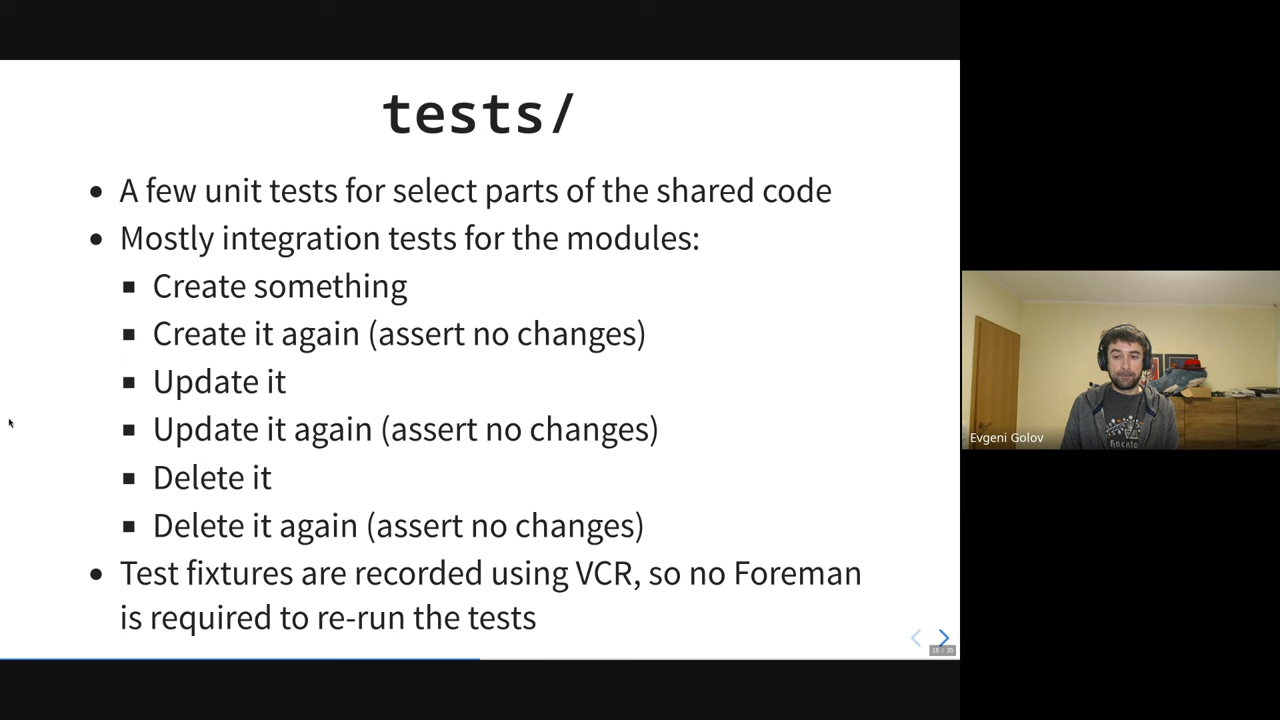 tests/
A few unit tests for select parts of the shared code
Mostly integration tests for the modules:
Create something
Create it again (assert no changes)
Update it
Update it again (assert no changes)
Delete it
Delete it again (assert no changes)
Test fixtures are recorded using VCR, so no Foreman
is required to re-run the tests
Evgeni Golov